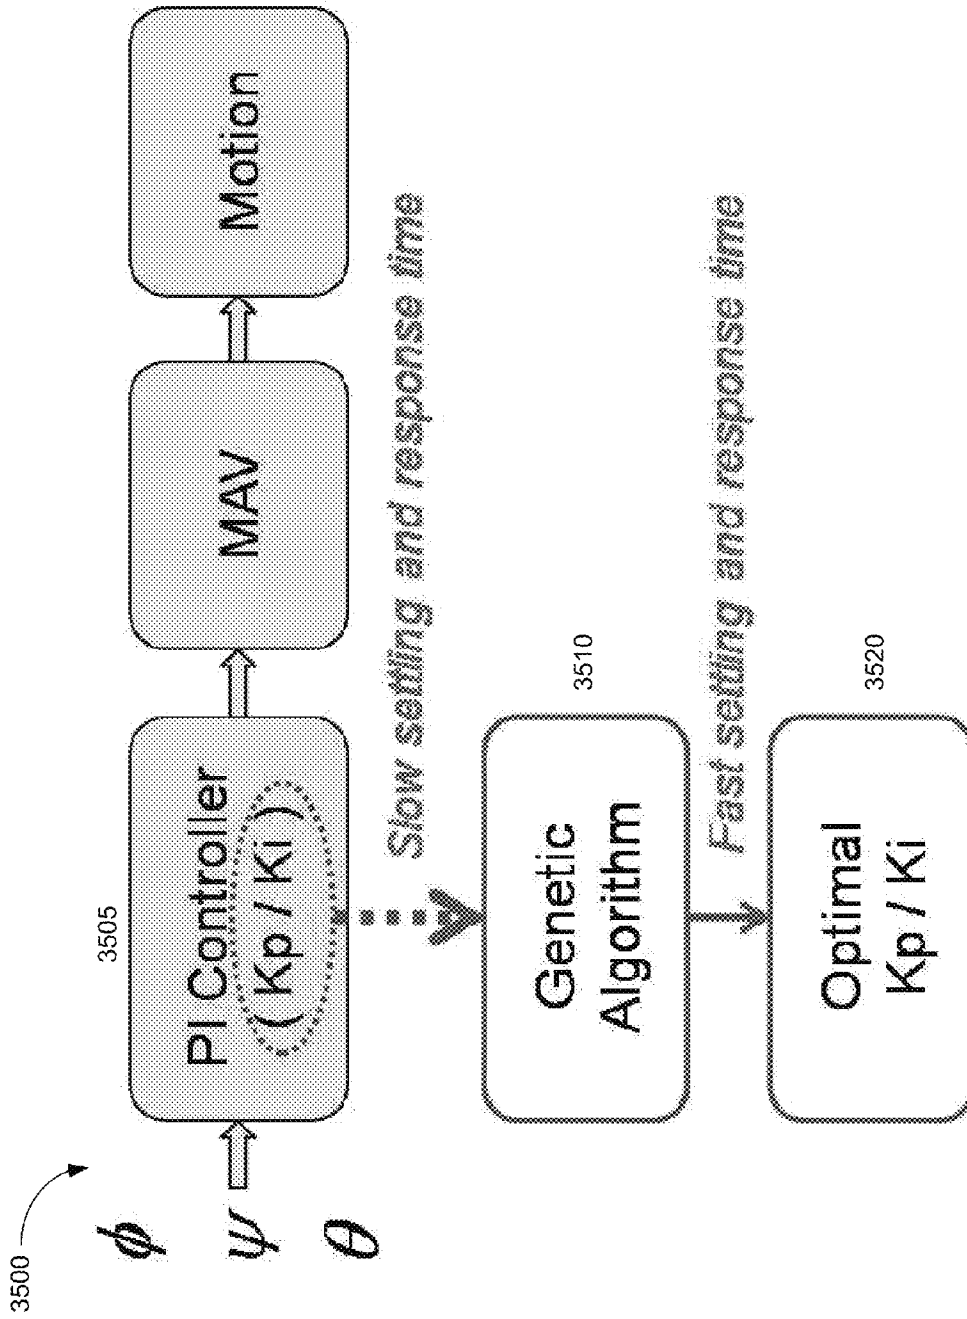 3500
ϕ
ψ
θ
3505
PI Controller
( Kp / Ki )
MAV
Motion
Slow settling and response time
Genetic
Algorithm
3510
Fast settling and response time
Optimal
Kp / Ki
3520